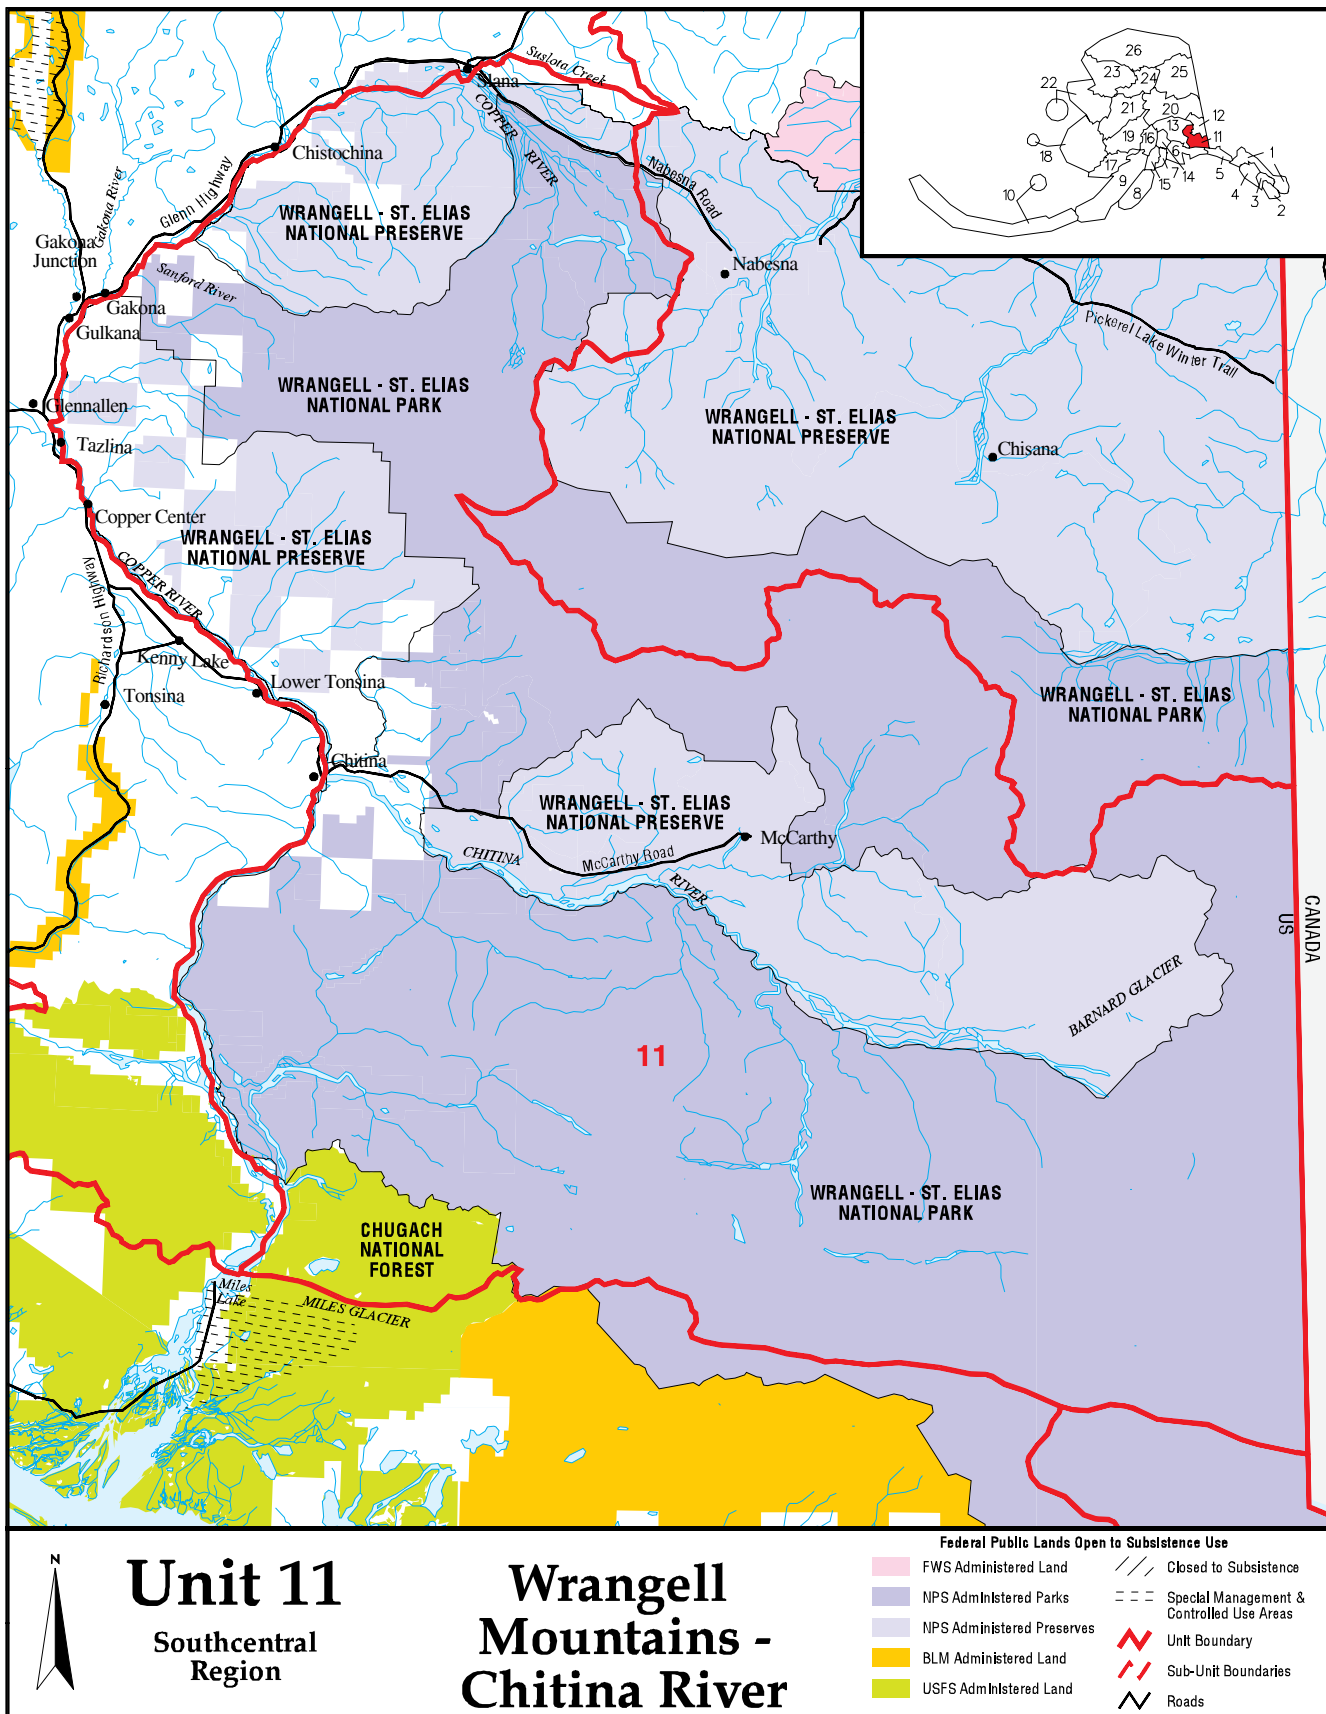 26
23
24
25
22
21
20
12
13
11
19
16
18
17
6
1
10
9
7
14
5
8
15
4
3
2
Slana
Suslota Creek
COPPER
RIVER
Chistochina
Nabesna Road
Glenn Highway
Gakona River
WRANGELL - ST. ELIAS
NATIONAL PRESERVE
Gakona
Junction
Nabesna
Sanford River
Gakona
Gulkana
Pickerel Lake Winter Trail
WRANGELL - ST. ELIAS
NATIONAL PARK
Glennallen
WRANGELL - ST. ELIAS
NATIONAL PRESERVE
Tazlina
Chisana
Copper Center
WRANGELL - ST. ELIAS
NATIONAL PRESERVE
COPPER RIVER
Richardson Highway
Kenny Lake
Lower Tonsina
Tonsina
WRANGELL - ST. ELIAS
NATIONAL PARK
Chitina
WRANGELL - ST. ELIAS
NATIONAL PRESERVE
McCarthy
CHITINA
McCarthy Road
RIVER
CANADA
US
BARNARD GLACIER
11
WRANGELL - ST. ELIAS
NATIONAL PARK
CHUGACH
NATIONAL
FOREST
Miles
Lake
MILES GLACIER
N
Unit 11
Southcentral
Region
Wrangell
Mountains -
Chitina River
Federal Public Lands Open to Subsistence Use
FWS Administered Land
NPS Administered Parks
NPS Administered Preserves
BLM Administered Land
USFS Administered Land
Closed to Subsistence
Special Management &
Controlled Use Areas
Unit Boundary
Sub-Unit Boundaries
Roads